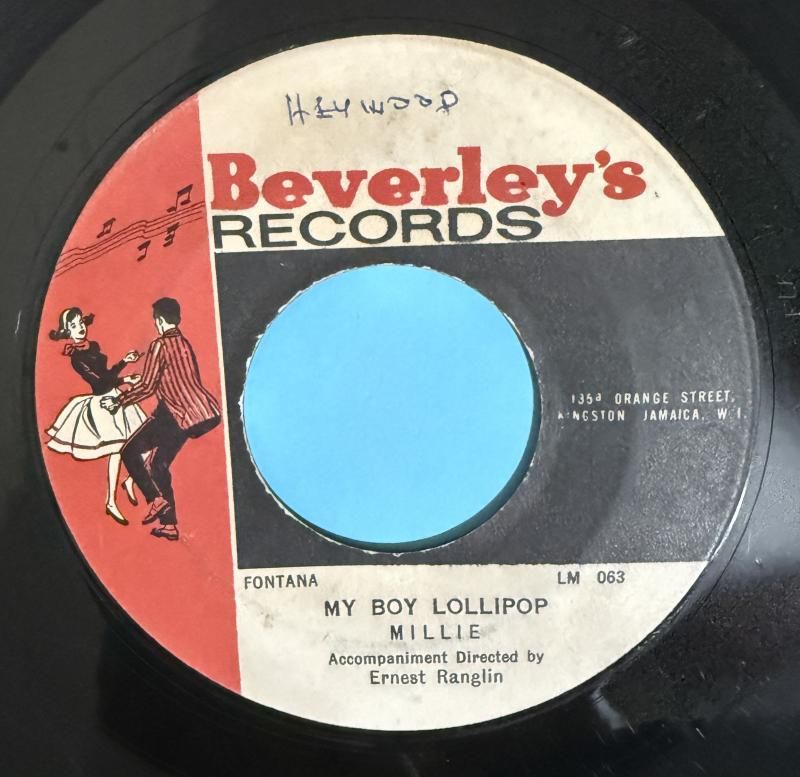 HEYWOOD
Beverley's
RECORDS
135a ORANGE STREET,
KINGSTON JAMAICA, W.I.
FONTANA LM 063
MY BOY LOLLIPOP
MILLIE
Accompaniment Directed by
Ernest Ranglin